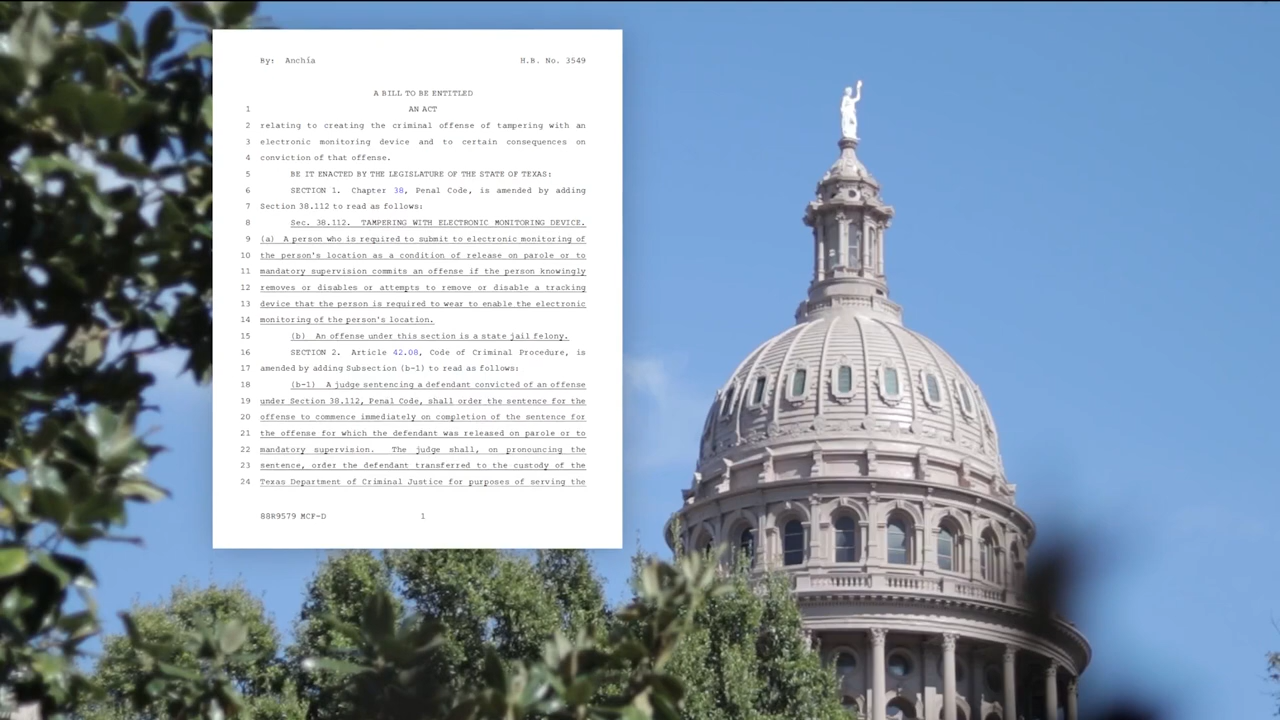 By: Anchía H.B. No. 3549
A BILL TO BE ENTITLED
1 AN ACT
2 relating to creating the criminal offense of tampering with an
3 electronic monitoring device and to certain consequences on
4 conviction of that offense.
5 BE IT ENACTED BY THE LEGISLATURE OF THE STATE OF TEXAS:
6 SECTION 1. Chapter 38, Penal Code, is amended by adding
7 Section 38.112 to read as follows:
8 Sec. 38.112. TAMPERING WITH ELECTRONIC MONITORING DEVICE.
9 (a) A person who is required to submit to electronic monitoring of
10 the person's location as a condition of release on parole or to
11 mandatory supervision commits an offense if the person knowingly
12 removes or disables or attempts to remove or disable a tracking
13 device that the person is required to wear to enable the electronic
14 monitoring of the person's location.
15 (b) An offense under this section is a state jail felony.
16 SECTION 2. Article 42.08, Code of Criminal Procedure, is
17 amended by adding Subsection (b-1) to read as follows:
18 (b-1) A judge sentencing a defendant convicted of an offense
19 under Section 38.112, Penal Code, shall order the sentence for the
20 offense to commence immediately on completion of the sentence for
21 the offense for which the defendant was released on parole or to
22 mandatory supervision. The judge shall, on pronouncing the
23 sentence, order the defendant transferred to the custody of the
24 Texas Department of Criminal Justice for purposes of serving the
88R9579 MCF-D 1